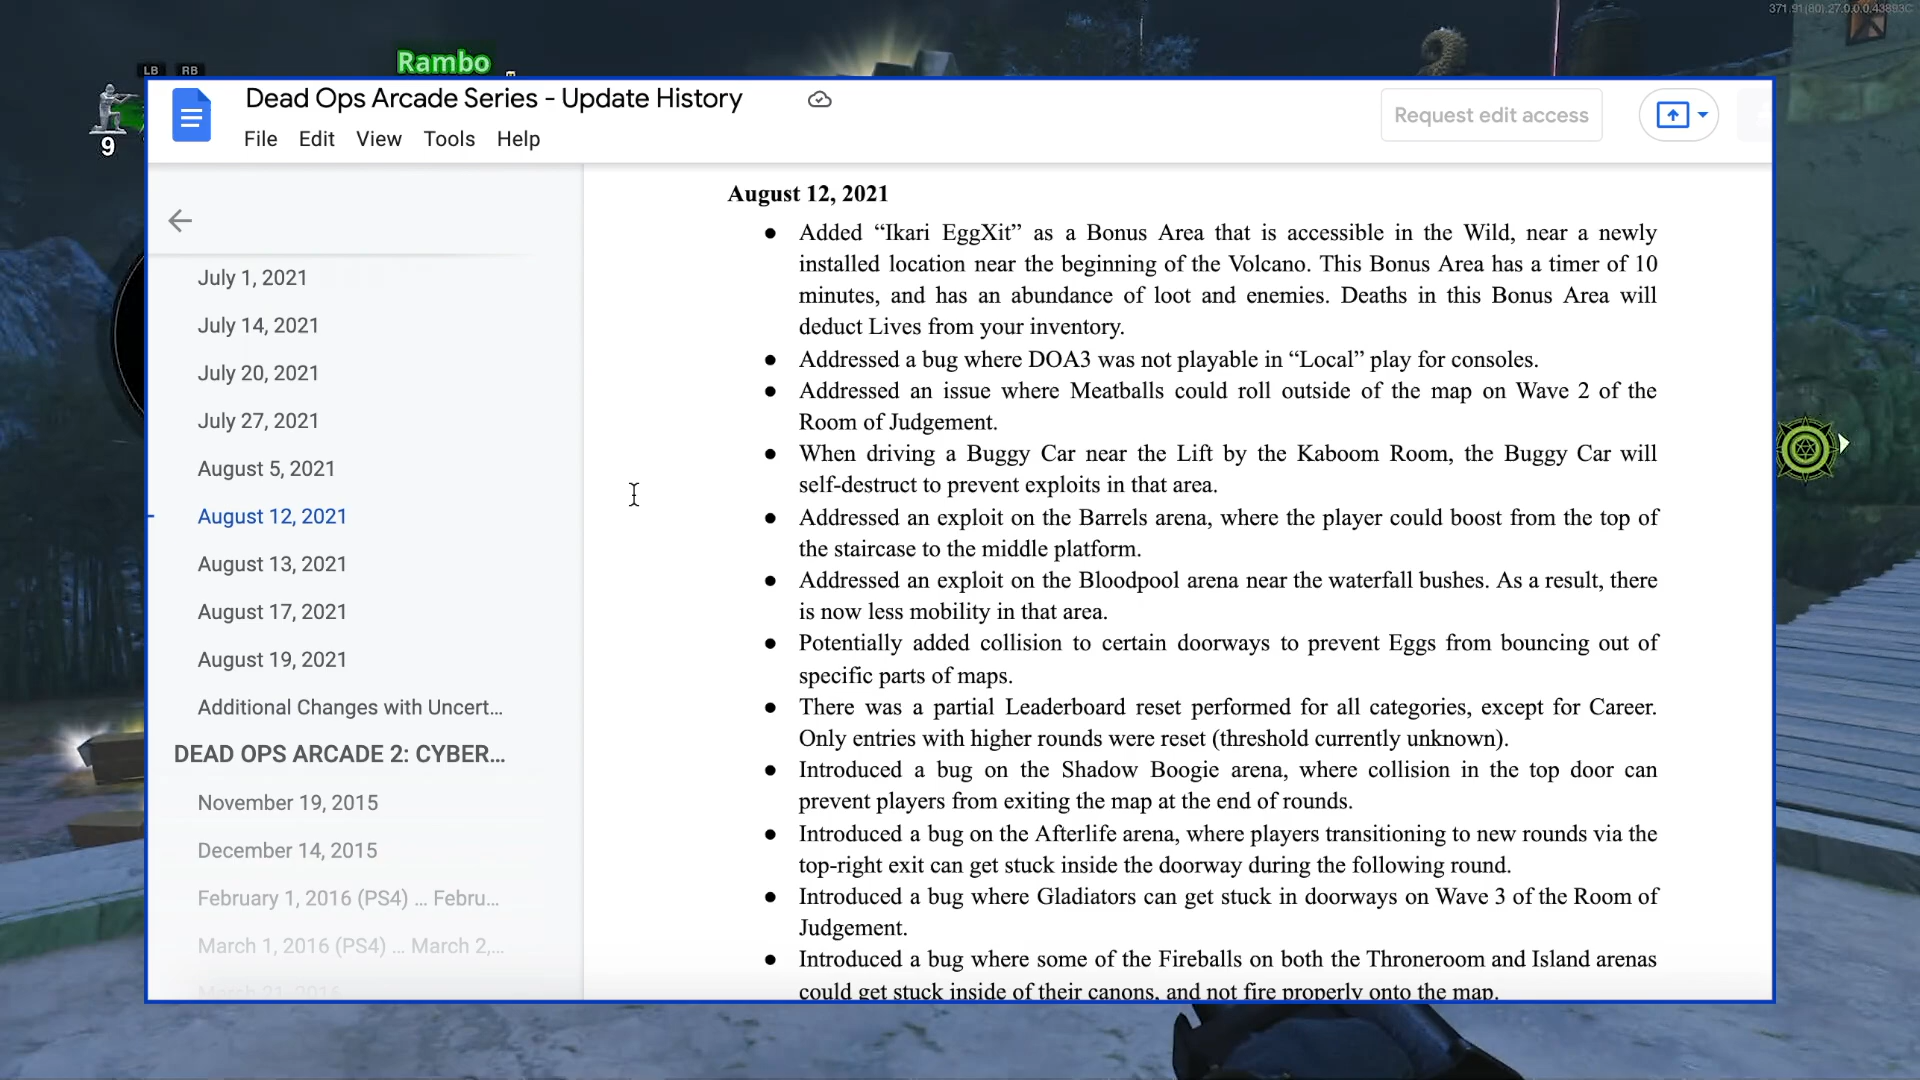 371.91(80).27.0.0.0.43893C
LB RB
Rambo
9
Dead Ops Arcade Series - Update History
File Edit View Tools Help
Request edit access
July 1, 2021
July 14, 2021
July 20, 2021
July 27, 2021
August 5, 2021
August 12, 2021
August 13, 2021
August 17, 2021
August 19, 2021
Additional Changes with Uncert...
DEAD OPS ARCADE 2: CYBER...
November 19, 2015
December 14, 2015
February 1, 2016 (PS4) ... Febru...
March 1, 2016 (PS4) ... March 2,...
March 21, 2016
August 12, 2021
● Added “Ikari EggXit” as a Bonus Area that is accessible in the Wild, near a newly
installed location near the beginning of the Volcano. This Bonus Area has a timer of 10
minutes, and has an abundance of loot and enemies. Deaths in this Bonus Area will
deduct Lives from your inventory.
● Addressed a bug where DOA3 was not playable in “Local” play for consoles.
● Addressed an issue where Meatballs could roll outside of the map on Wave 2 of the
Room of Judgement.
● When driving a Buggy Car near the Lift by the Kaboom Room, the Buggy Car will
self-destruct to prevent exploits in that area.
● Addressed an exploit on the Barrels arena, where the player could boost from the top of
the staircase to the middle platform.
● Addressed an exploit on the Bloodpool arena near the waterfall bushes. As a result, there
is now less mobility in that area.
● Potentially added collision to certain doorways to prevent Eggs from bouncing out of
specific parts of maps.
● There was a partial Leaderboard reset performed for all categories, except for Career.
Only entries with higher rounds were reset (threshold currently unknown).
● Introduced a bug on the Shadow Boogie arena, where collision in the top door can
prevent players from exiting the map at the end of rounds.
● Introduced a bug on the Afterlife arena, where players transitioning to new rounds via the
top-right exit can get stuck inside the doorway during the following round.
● Introduced a bug where Gladiators can get stuck in doorways on Wave 3 of the Room of
Judgement.
● Introduced a bug where some of the Fireballs on both the Throneroom and Island arenas
could get stuck inside of their canons, and not fire properly onto the map.